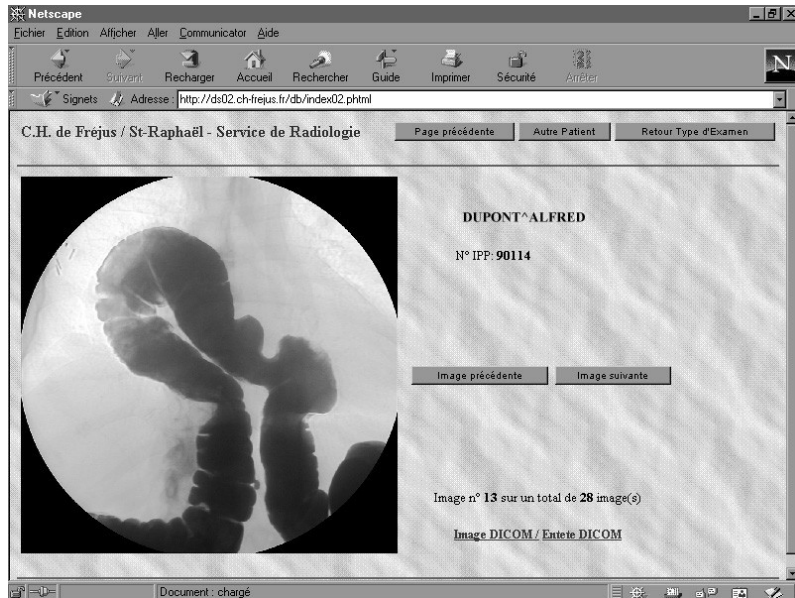 Netscape
Fichier Edition Afficher Aller Communicator Aide
Précédent Suivant Recharger Accueil Rechercher Guide Imprimer Sécurité Arrêter
N
Signets Adresse : http://ds02.ch-frejus.fr/db/index02.phtml
C.H. de Fréjus / St-Raphaël - Service de Radiologie
Page précédente Autre Patient Retour Type d'Examen
DUPONT^ALFRED
N° IPP: 90114
Image précédente Image suivante
Image n° 13 sur un total de 28 image(s)
Image DICOM / Entete DICOM
Document : chargé